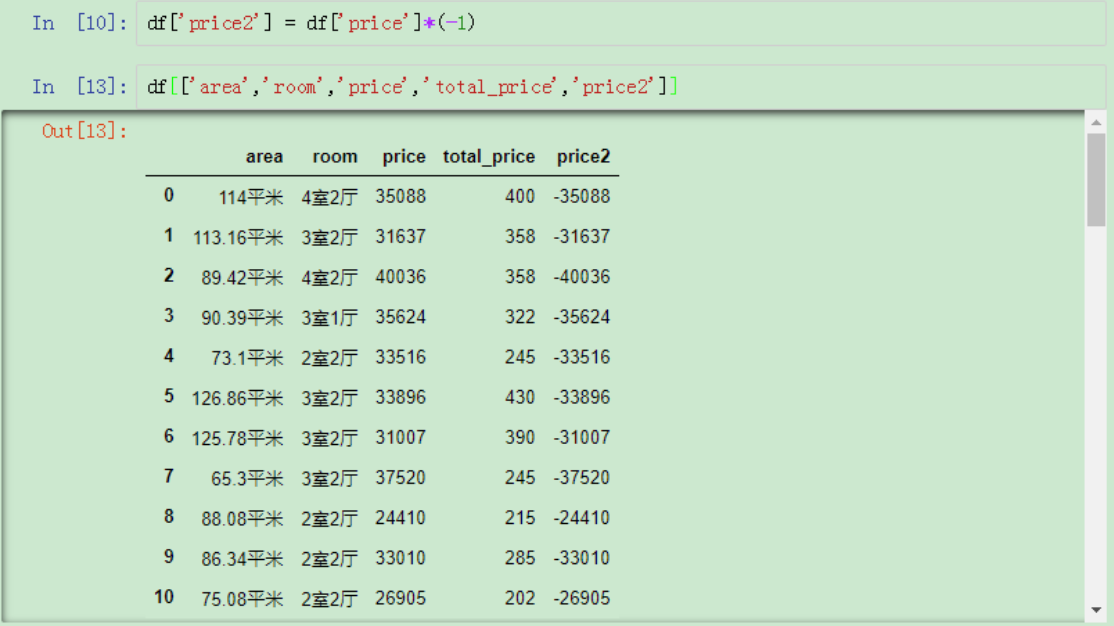 In [10]: df['price2'] = df['price']*(-1)
In [13]: df[['area','room','price','total_price','price2']]
Out[13]:
area room price total_price price2
0 114平米 4室2厅 35088 400 -35088
1 113.16平米 3室2厅 31637 358 -31637
2 89.42平米 4室2厅 40036 358 -40036
3 90.39平米 3室1厅 35624 322 -35624
4 73.1平米 2室2厅 33516 245 -33516
5 126.86平米 3室2厅 33896 430 -33896
6 125.78平米 3室2厅 31007 390 -31007
7 65.3平米 3室2厅 37520 245 -37520
8 88.08平米 2室2厅 24410 215 -24410
9 86.34平米 2室2厅 33010 285 -33010
10 75.08平米 2室2厅 26905 202 -26905